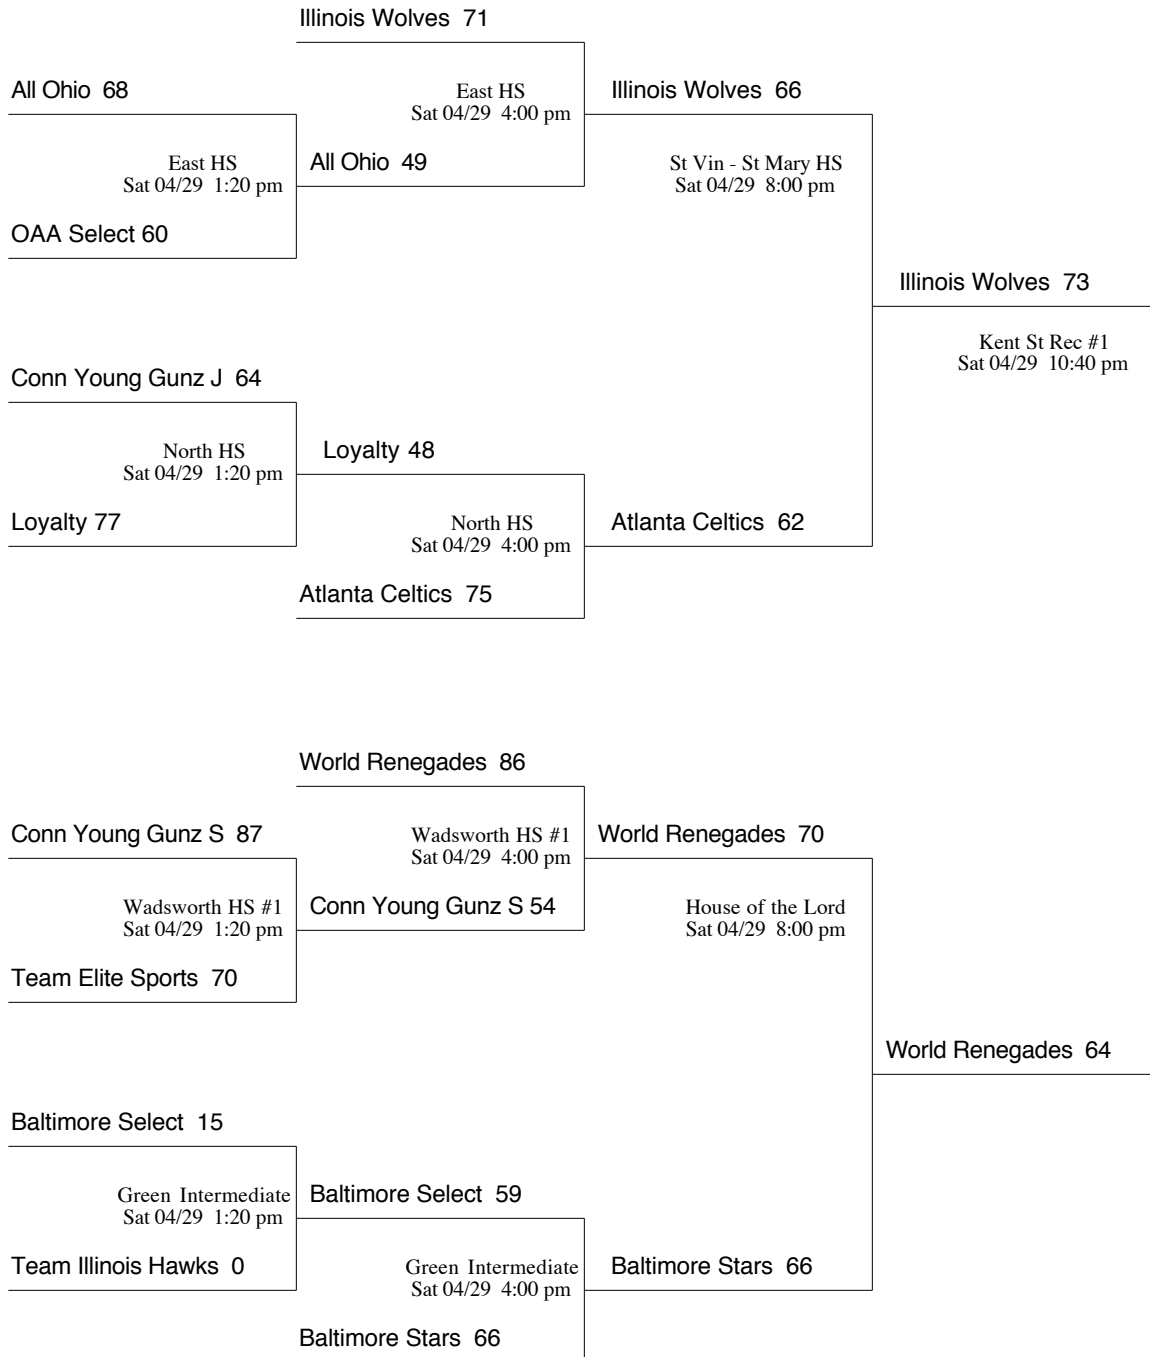 Illinois Wolves 71
All Ohio 68
East HS
Sat 04/29 4:00 pm
Illinois Wolves 66
East HS
Sat 04/29 1:20 pm
All Ohio 49
St Vin - St Mary HS
Sat 04/29 8:00 pm
OAA Select 60
Illinois Wolves 73
Kent St Rec #1
Sat 04/29 10:40 pm
Conn Young Gunz J 64
North HS
Sat 04/29 1:20 pm
Loyalty 48
Loyalty 77
North HS
Sat 04/29 4:00 pm
Atlanta Celtics 62
Atlanta Celtics 75
World Renegades 86
Conn Young Gunz S 87
Wadsworth HS #1
Sat 04/29 4:00 pm
World Renegades 70
Wadsworth HS #1
Sat 04/29 1:20 pm
Conn Young Gunz S 54
House of the Lord
Sat 04/29 8:00 pm
Team Elite Sports 70
World Renegades 64
Baltimore Select 15
Green Intermediate
Sat 04/29 1:20 pm
Baltimore Select 59
Team Illinois Hawks 0
Green Intermediate
Sat 04/29 4:00 pm
Baltimore Stars 66
Baltimore Stars 66